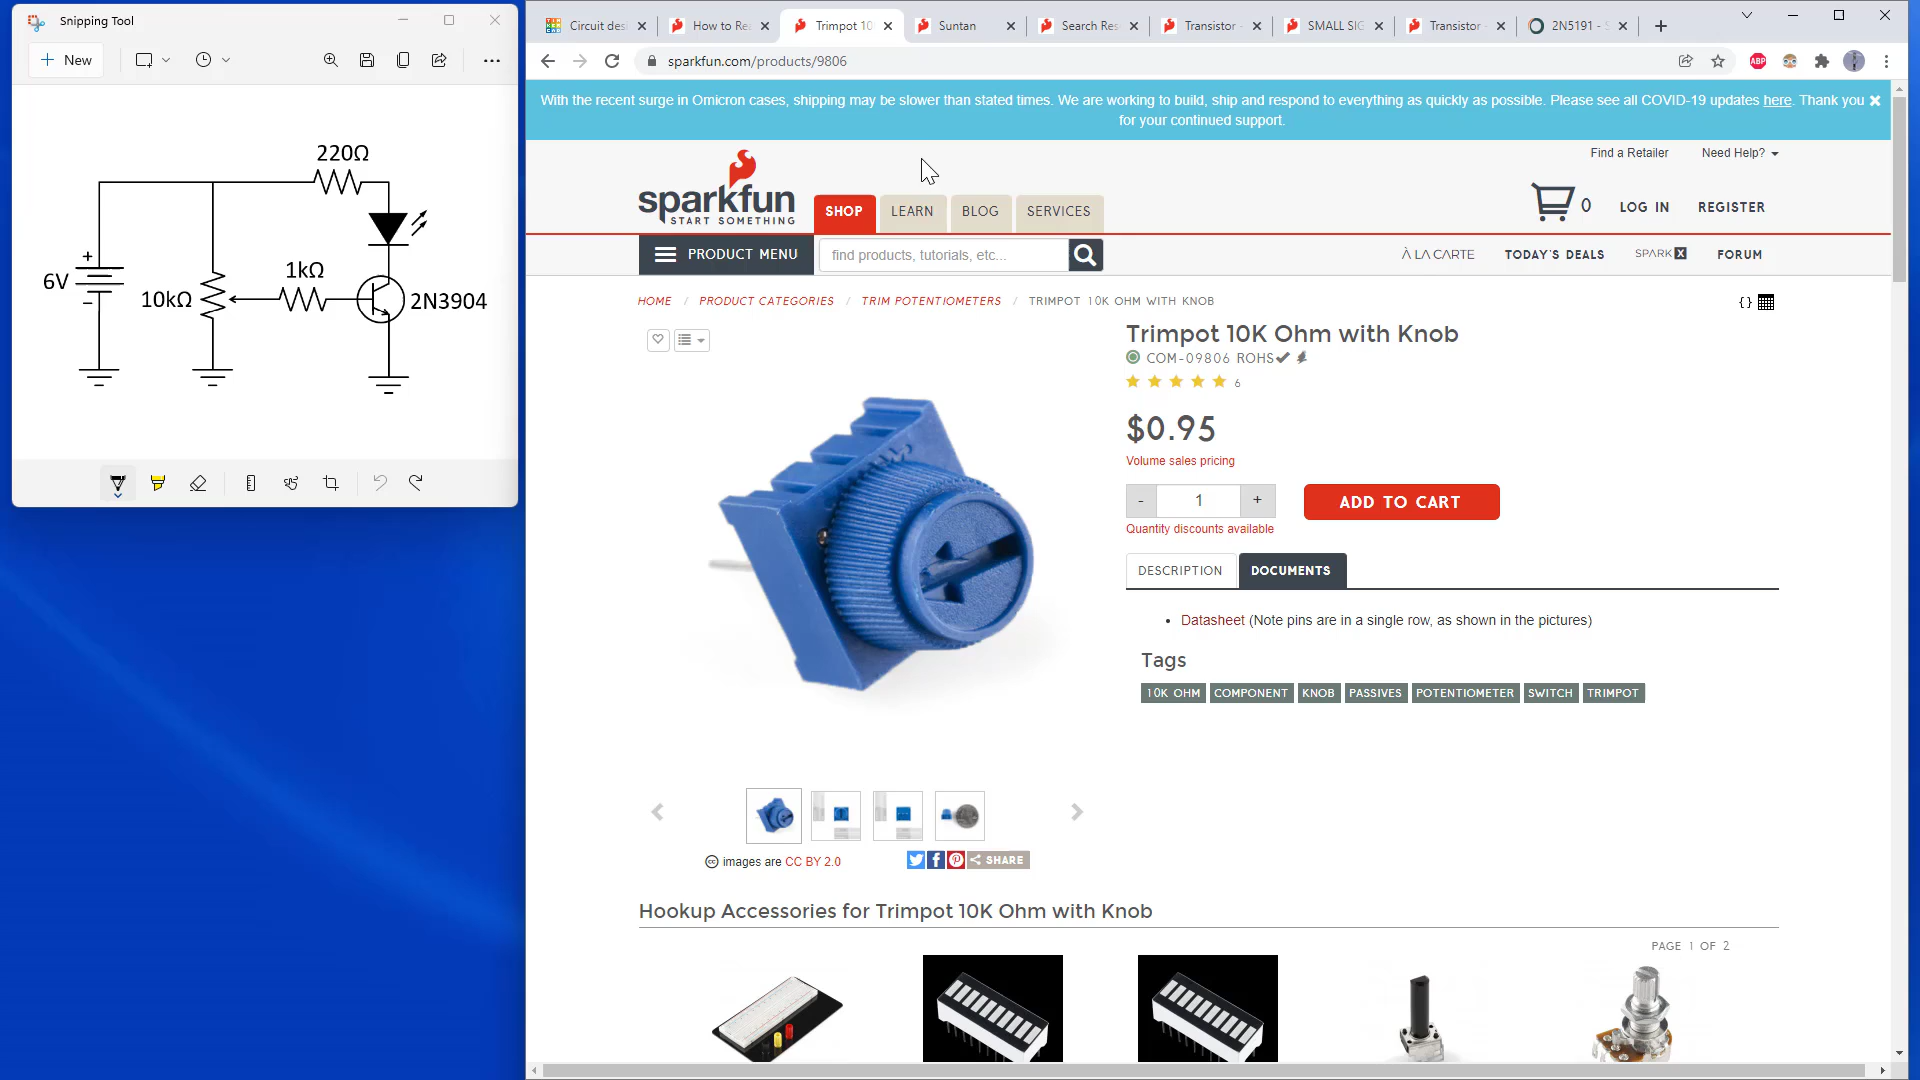 Snipping Tool
New
220Ω
+
6V
−
1kΩ
10kΩ
2N3904
Circuit des
How to Re
Trimpot 10
Suntan
Search Res
Transistor -
SMALL SIG
Transistor -
2N5191 - S
sparkfun.com/products/9806
ABP
With the recent surge in Omicron cases, shipping may be slower than stated times. We are working to build, ship and respond to everything as quickly as possible. Please see all COVID-19 updates here. Thank you
for your continued support.
Find a Retailer
Need Help?
sparkfun
START SOMETHING
SHOP
LEARN
BLOG
SERVICES
0
LOG IN
REGISTER
PRODUCT MENU
find products, tutorials, etc...
À LA CARTE
TODAY'S DEALS
SPARK X
FORUM
HOME / PRODUCT CATEGORIES / TRIM POTENTIOMETERS / TRIMPOT 10K OHM WITH KNOB
{}
Trimpot 10K Ohm with Knob
COM-09806 ROHS
6
$0.95
Volume sales pricing
- 1 +
ADD TO CART
Quantity discounts available
DESCRIPTION
DOCUMENTS
Datasheet (Note pins are in a single row, as shown in the pictures)
Tags
10K OHM COMPONENT KNOB PASSIVES POTENTIOMETER SWITCH TRIMPOT
images are CC BY 2.0
SHARE
Hookup Accessories for Trimpot 10K Ohm with Knob
PAGE 1 OF 2